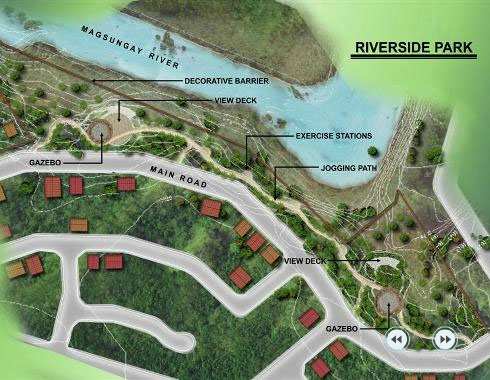 MAGSUNGAY RIVER
RIVERSIDE PARK
DECORATIVE BARRIER
VIEW DECK
EXERCISE STATIONS
GAZEBO
JOGGING PATH
MAIN ROAD
VIEW DECK
GAZEBO